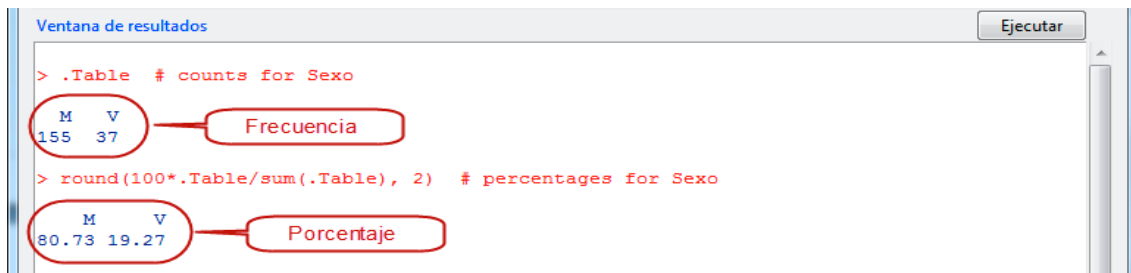 Ventana de resultados Ejecutar
> .Table # counts for Sexo
M V
155 37
Frecuencia
> round(100*.Table/sum(.Table), 2) # percentages for Sexo
M V
80.73 19.27
Porcentaje